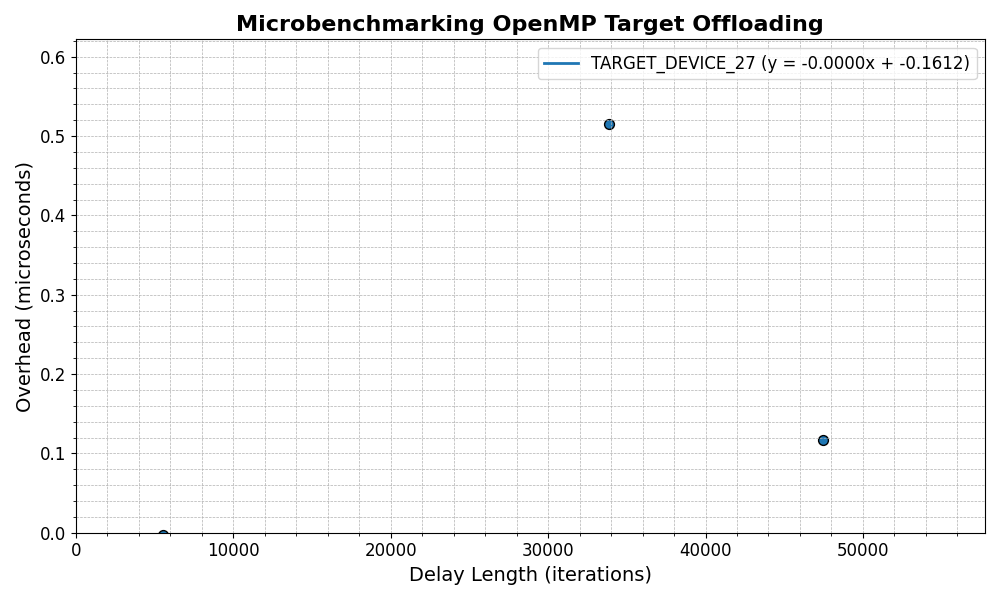 Microbenchmarking OpenMP Target Offloading
TARGET_DEVICE_27 (y = -0.0000x + -0.1612)
Overhead (microseconds)
0.6
0.5
0.4
0.3
0.2
0.1
0.0
0 10000 20000 30000 40000 50000
Delay Length (iterations)